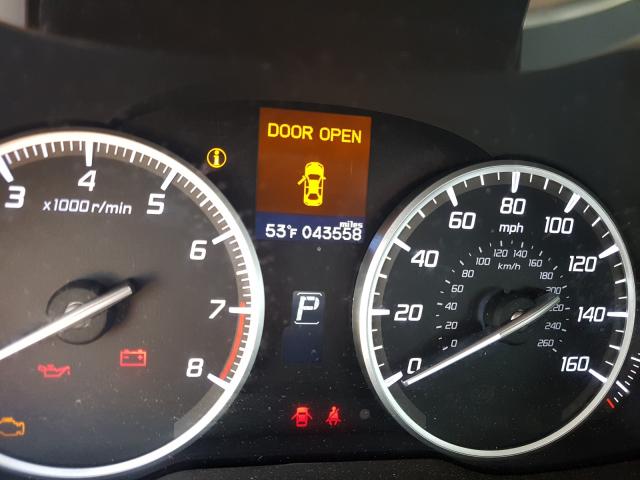 DOOR OPEN
miles
53°F 043558
P
3 4 5 6 7 8
x1000 r/min
0 20 40 60 80 100 120 140 160
mph
0 20 40 60 80 100 120 140 160 180 200 220 240 260
km/h